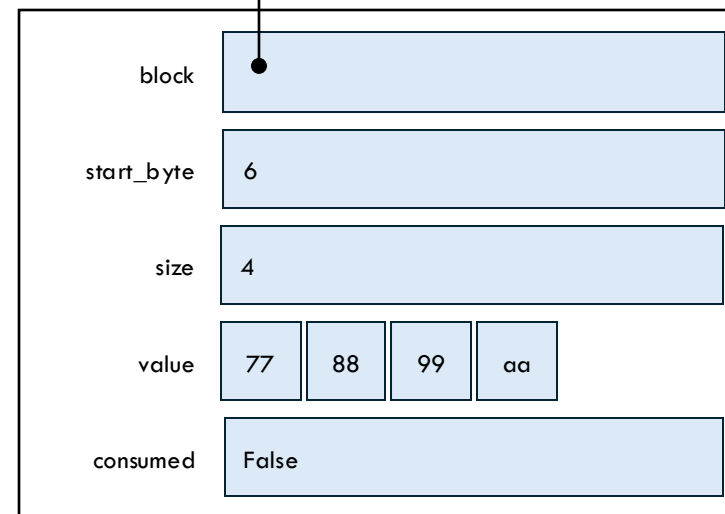 block
start_byte 6
size 4
value 77 88 99 aa
consumed False